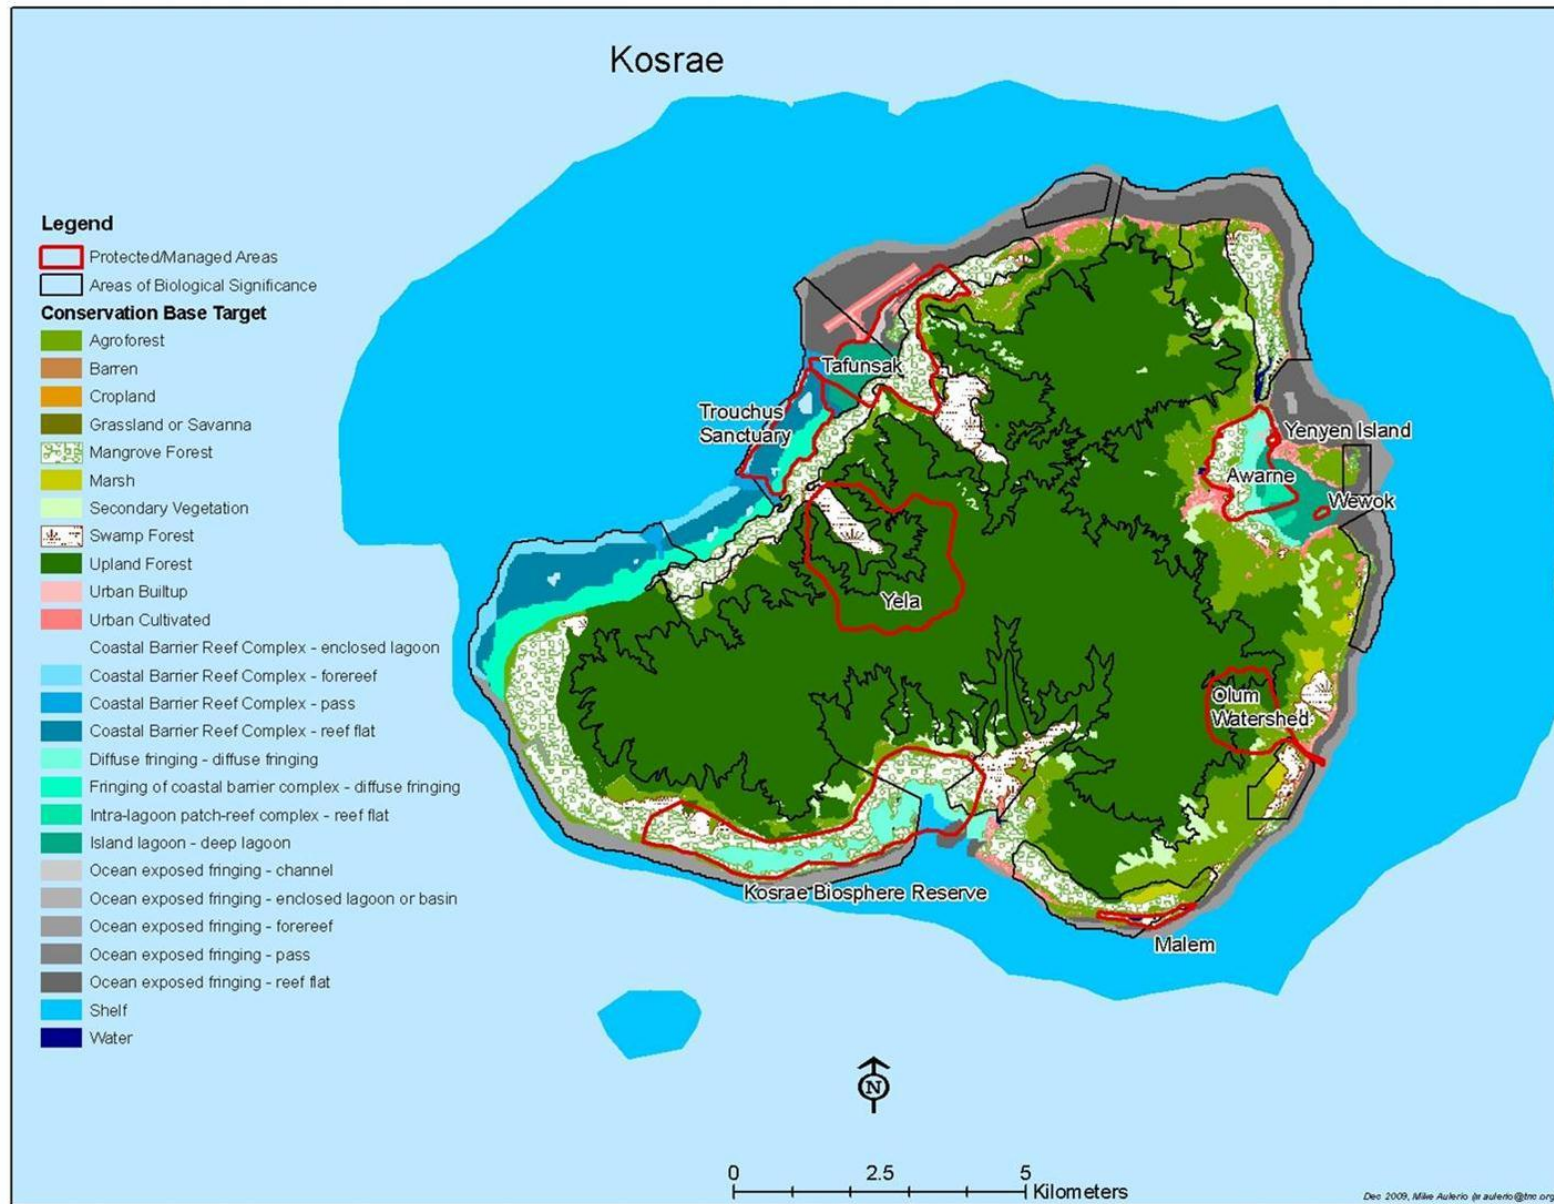 Kosrae
Legend
Protected/Managed Areas
Areas of Biological Significance
Conservation Base Target
Agroforest
Barren
Cropland
Grassland or Savanna
Mangrove Forest
Marsh
Secondary Vegetation
Swamp Forest
Upland Forest
Urban Builtup
Urban Cultivated
Coastal Barrier Reef Complex - enclosed lagoon
Coastal Barrier Reef Complex - forereef
Coastal Barrier Reef Complex - pass
Coastal Barrier Reef Complex - reef flat
Diffuse fringing - diffuse fringing
Fringing of coastal barrier complex - diffuse fringing
Intra-lagoon patch-reef complex - reef flat
Island lagoon - deep lagoon
Ocean exposed fringing - channel
Ocean exposed fringing - enclosed lagoon or basin
Ocean exposed fringing - forereef
Ocean exposed fringing - pass
Ocean exposed fringing - reef flat
Shelf
Water
Tafunsak
Trouchus
Sanctuary
Yenyen Island
Awarne
Wewok
Yela
Olum
Watershed
Kosrae Biosphere Reserve
Malem
N
0 2.5 5
Kilometers
Dec 2009, Mike Aulerio